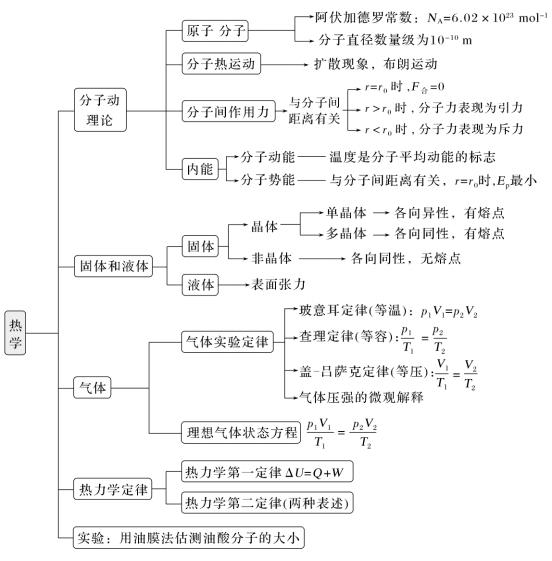 热学
分子动理论
原子 分子
阿伏加德罗常数：N_A=6.02×10²³ mol⁻¹
分子直径数量级为10⁻¹⁰ m
分子热运动
扩散现象，布朗运动
分子间作用力
与分子间距离有关
r=r₀时,F合=0
r>r₀时,分子力表现为引力
r<r₀时,分子力表现为斥力
内能
分子动能
温度是分子平均动能的标志
分子势能
与分子间距离有关，r=r₀时,Eₚ最小
固体和液体
固体
晶体
单晶体
各向异性，有熔点
多晶体
各向同性，有熔点
非晶体
各向同性，无熔点
液体
表面张力
气体
气体实验定律
玻意耳定律(等温)：p₁V₁=p₂V₂
查理定律(等容):p₁/T₁=p₂/T₂
盖-吕萨克定律(等压):V₁/T₁=V₂/T₂
气体压强的微观解释
理想气体状态方程
p₁V₁/T₁=p₂V₂/T₂
热力学定律
热力学第一定律ΔU=Q+W
热力学第二定律(两种表述)
实验：用油膜法估测油酸分子的大小